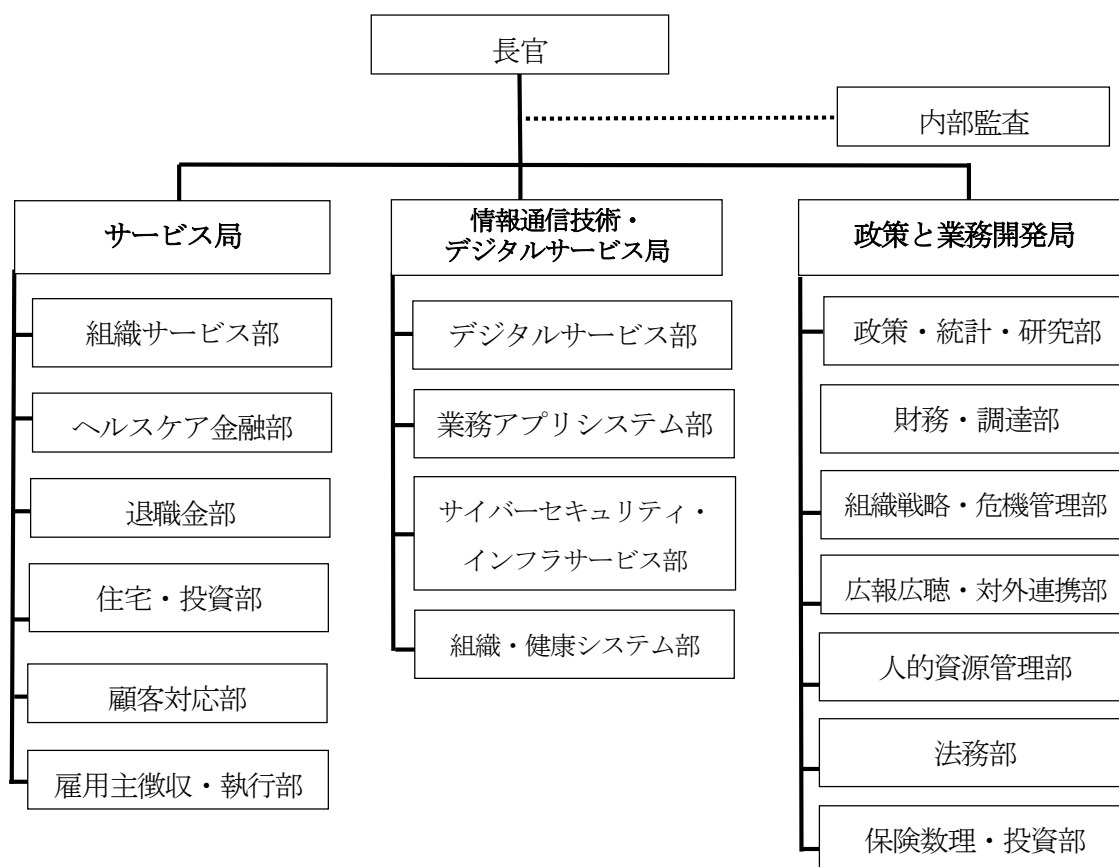 長官
内部監査
サービス局
組織サービス部
ヘルスケア金融部
退職金部
住宅・投資部
顧客対応部
雇用主徴収・執行部
情報通信技術・
デジタルサービス局
デジタルサービス部
業務アプリシステム部
サイバーセキュリティ・
インフラサービス部
組織・健康システム部
政策と業務開発局
政策・統計・研究部
財務・調達部
組織戦略・危機管理部
広報広聴・対外連携部
人的資源管理部
法務部
保険数理・投資部